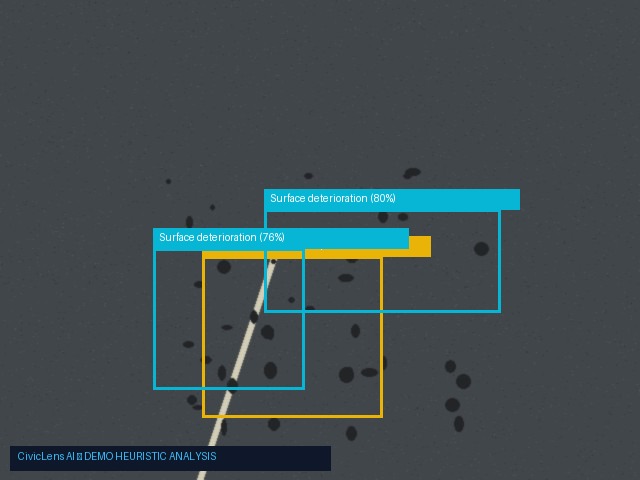 Surface deterioration (80%)
Surface deterioration (76%)
CivicLens AI DEMO HEURISTIC ANALYSIS